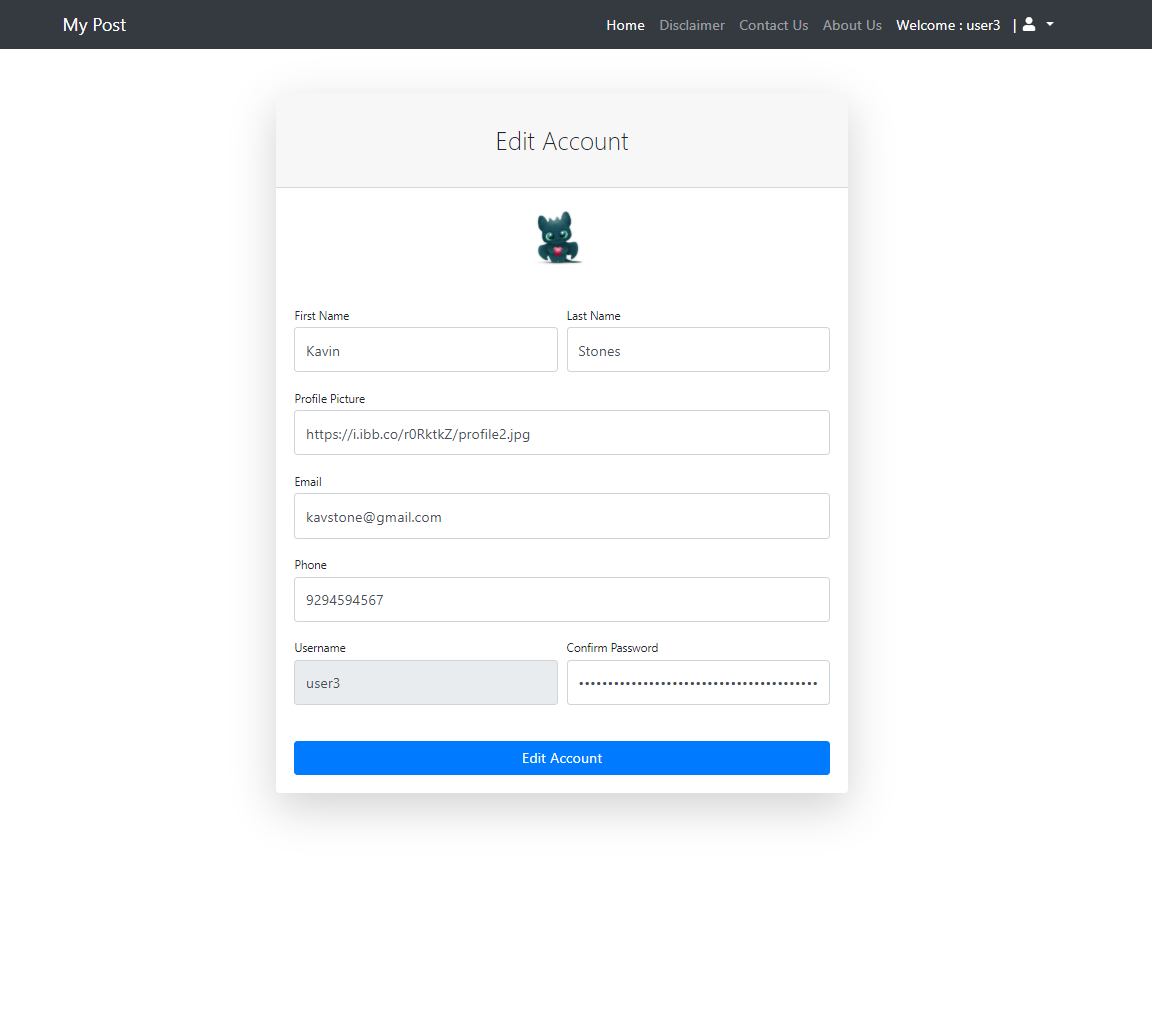 My Post Home Disclaimer Contact Us About Us Welcome : user3 |
Edit Account
First Name Last Name
Kavin Stones
Profile Picture
https://i.ibb.co/r0RktkZ/profile2.jpg
Email
kavstone@gmail.com
Phone
9294594567
Username Confirm Password
user3 •••••••••••••••••••••••••••••••••••••••••
Edit Account